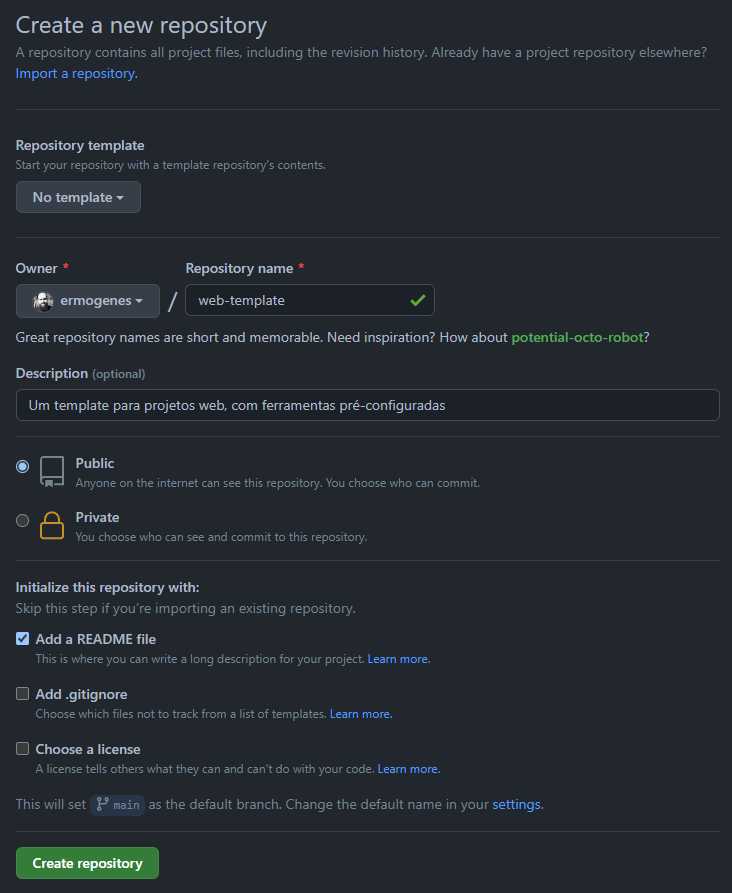 Create a new repository
A repository contains all project files, including the revision history. Already have a project repository elsewhere?
Import a repository.
Repository template
Start your repository with a template repository's contents.
No template
Owner * Repository name *
ermogenes / web-template
Great repository names are short and memorable. Need inspiration? How about potential-octo-robot?
Description (optional)
Um template para projetos web, com ferramentas pré-configuradas
Public
Anyone on the internet can see this repository. You choose who can commit.
Private
You choose who can see and commit to this repository.
Initialize this repository with:
Skip this step if you're importing an existing repository.
Add a README file
This is where you can write a long description for your project. Learn more.
Add .gitignore
Choose which files not to track from a list of templates. Learn more.
Choose a license
A license tells others what they can and can't do with your code. Learn more.
This will set main as the default branch. Change the default name in your settings.
Create repository